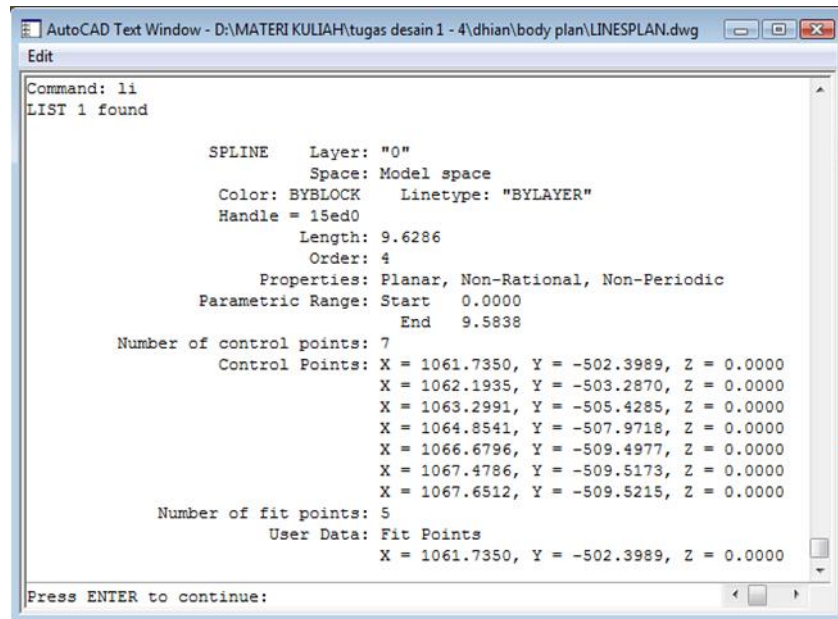 AutoCAD Text Window - D:\MATERI KULIAH\tugas desain 1 - 4\dhian\body plan\LINESPLAN.dwg
Edit
Command: li
LIST 1 found
SPLINE Layer: "0"
Space: Model space
Color: BYBLOCK Linetype: "BYLAYER"
Handle = 15ed0
Length: 9.6286
Order: 4
Properties: Planar, Non-Rational, Non-Periodic
Parametric Range: Start 0.0000
End 9.5838
Number of control points: 7
Control Points: X = 1061.7350, Y = -502.3989, Z = 0.0000
X = 1062.1935, Y = -503.2870, Z = 0.0000
X = 1063.2991, Y = -505.4285, Z = 0.0000
X = 1064.8541, Y = -507.9718, Z = 0.0000
X = 1066.6796, Y = -509.4977, Z = 0.0000
X = 1067.4786, Y = -509.5173, Z = 0.0000
X = 1067.6512, Y = -509.5215, Z = 0.0000
Number of fit points: 5
User Data: Fit Points
X = 1061.7350, Y = -502.3989, Z = 0.0000
Press ENTER to continue: